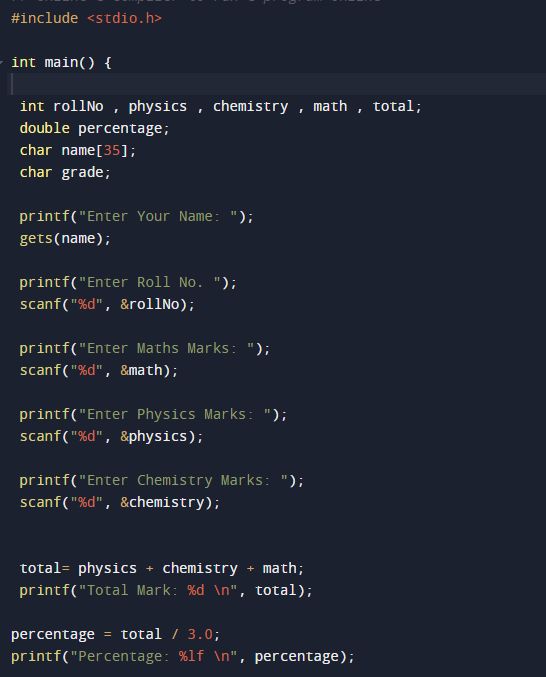 #include <stdio.h>
int main() {
int rollNo , physics , chemistry , math , total;
double percentage;
char name[35];
char grade;
printf("Enter Your Name: ");
gets(name);
printf("Enter Roll No. ");
scanf("%d", &rollNo);
printf("Enter Maths Marks: ");
scanf("%d", &math);
printf("Enter Physics Marks: ");
scanf("%d", &physics);
printf("Enter Chemistry Marks: ");
scanf("%d", &chemistry);
total= physics + chemistry + math;
printf("Total Mark: %d \n", total);
percentage = total / 3.0;
printf("Percentage: %lf \n", percentage);